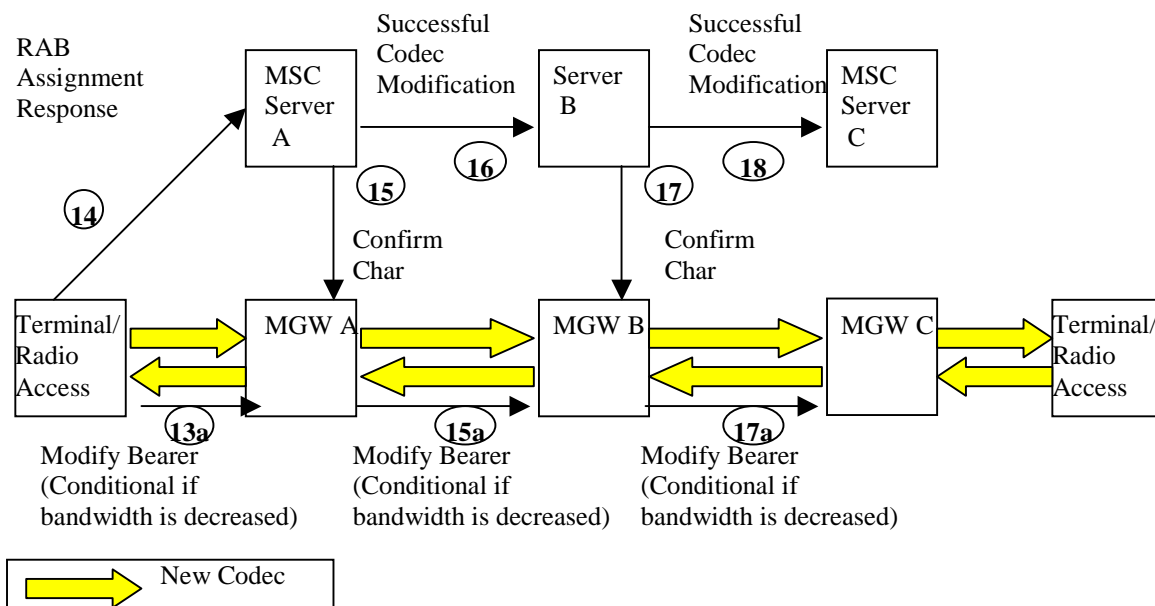 RAB
Assignment
Response
MSC
Server
A
Successful
Codec
Modification
Server
B
Successful
Codec
Modification
MSC
Server
C
14
15
16
17
18
Confirm
Char
Confirm
Char
Terminal/
Radio
Access
MGW A
MGW B
MGW C
Terminal/
Radio
Access
13a
15a
17a
Modify Bearer
(Conditional if
bandwidth is decreased)
Modify Bearer
(Conditional if
bandwidth is decreased)
Modify Bearer
(Conditional if
bandwidth is decreased)
New Codec